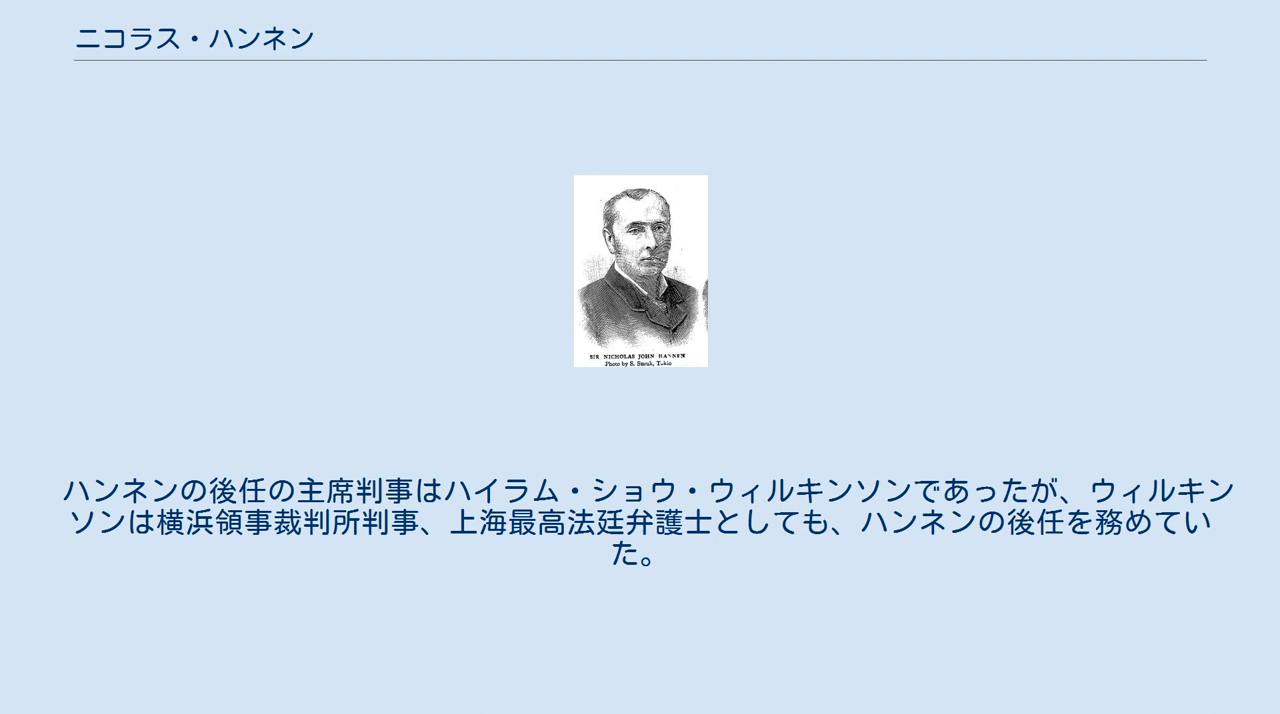 ニコラス・ハンネン
SIR NICHOLAS JOHN HANNEN
Photo by S. Suzuk, Tokio
ハンネンの後任の主席判事はハイラム・ショウ・ウィルキンソンであったが、ウィルキン
ソンは横浜領事裁判所判事、上海最高法廷弁護士としても、ハンネンの後任を務めてい
た。